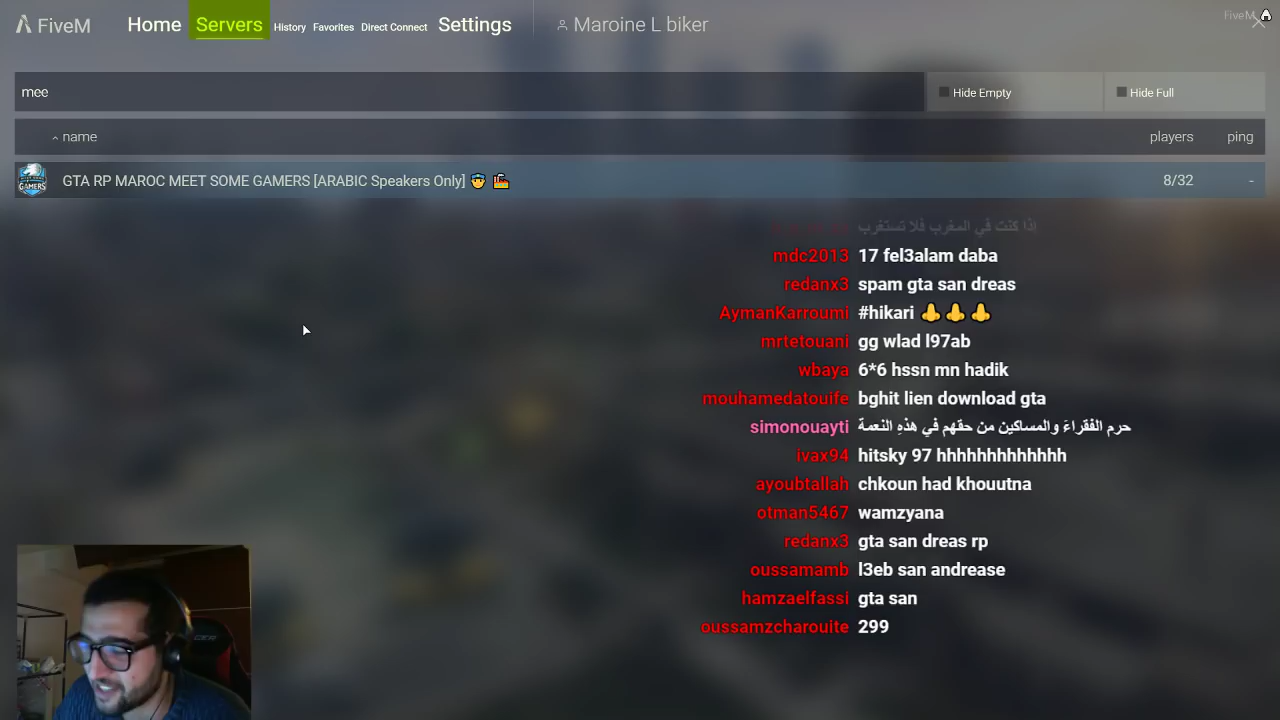 FiveM Home Servers History Favorites Direct Connect Settings Maroine L biker FiveM
mee Hide Empty Hide Full
name players ping
GAMERS GTA RP MAROC MEET SOME GAMERS [ARABIC Speakers Only] 8/32 -
إذا كنت في المغرب فلا تستغرب
mdc2013 17 fel3alam daba
redanx3 spam gta san dreas
AymanKarroumi #hikari
mrtetouani gg wlad l97ab
wbaya 6*6 hssn mn hadik
mouhamedatouife bghit lien download gta
simonouayti حرم الفقراءَ والمساكين من حقهم في هذهِ النعمة
ivax94 hitsky 97 hhhhhhhhhhhhh
ayoubtallah chkoun had khouutna
otman5467 wamzyana
redanx3 gta san dreas rp
oussamamb l3eb san andrease
hamzaelfassi gta san
oussamzcharouite 299